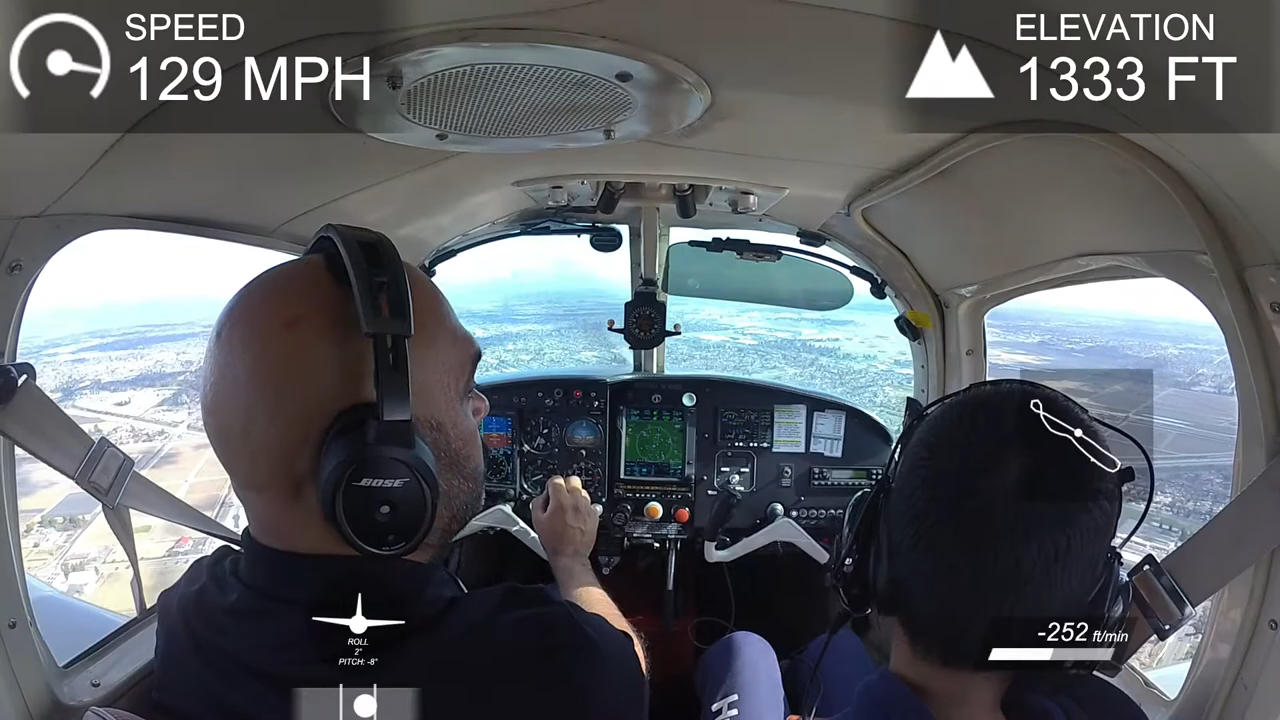 SPEED
129 MPH
ELEVATION
1333 FT
BOSE
ROLL
2°
PITCH: -8°
-252 ft/min